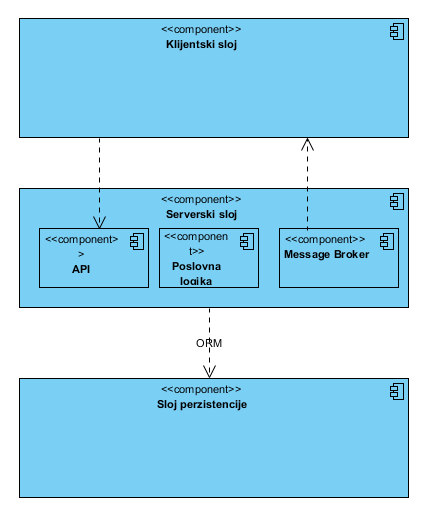 <<component>>
Klijentski sloj
<<component>>
Serverski sloj
<<component>
>
API
<<componen
t>>
Poslovna
logika
<<component>>
Message Broker
ORM
<<component>>
Sloj perzistencije